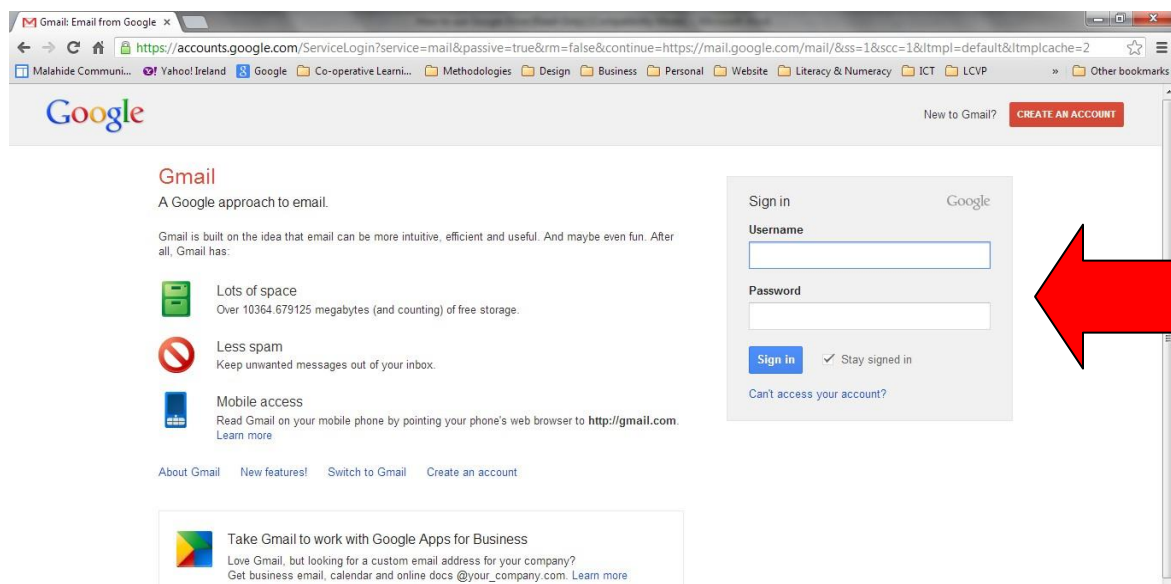 Gmail: Email from Google
https://accounts.google.com/ServiceLogin?service=mail&passive=true&rm=false&continue=https://mail.google.com/mail/&ss=1&scc=1&ltmpl=default&ltmplcache=2
Malahide Communi... Yahoo! Ireland Google Co-operative Learni... Methodologies Design Business Personal Website Literacy & Numeracy ICT LCVP » Other bookmarks
Google
New to Gmail? CREATE AN ACCOUNT
Gmail
A Google approach to email.
Gmail is built on the idea that email can be more intuitive, efficient and useful. And maybe even fun. After
all, Gmail has:
Lots of space
Over 10364.679125 megabytes (and counting) of free storage.
Less spam
Keep unwanted messages out of your inbox.
Mobile access
Read Gmail on your mobile phone by pointing your phone's web browser to http://gmail.com.
Learn more
About Gmail New features! Switch to Gmail Create an account
Take Gmail to work with Google Apps for Business
Love Gmail, but looking for a custom email address for your company?
Get business email, calendar and online docs @your_company.com. Learn more
Sign in Google
Username
Password
Sign in Stay signed in
Can't access your account?